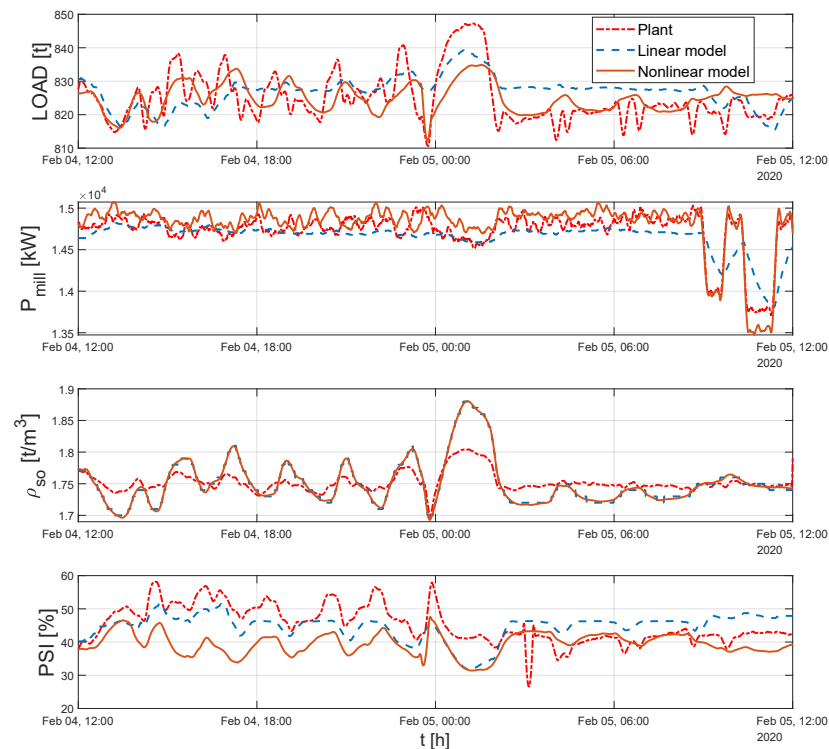 LOAD [t]
850
840
830
820
810
Plant
Linear model
Nonlinear model
Feb 04, 12:00
Feb 04, 18:00
Feb 05, 00:00
Feb 05, 06:00
Feb 05, 12:00
2020
×10⁴
P_mill [kW]
1.5
1.45
1.4
1.35
Feb 04, 12:00
Feb 04, 18:00
Feb 05, 00:00
Feb 05, 06:00
Feb 05, 12:00
2020
ρ_so [t/m³]
1.9
1.85
1.8
1.75
1.7
Feb 04, 12:00
Feb 04, 18:00
Feb 05, 00:00
Feb 05, 06:00
Feb 05, 12:00
2020
PSI [%]
60
50
40
30
20
Feb 04, 12:00
Feb 04, 18:00
Feb 05, 00:00
Feb 05, 06:00
Feb 05, 12:00
2020
t [h]